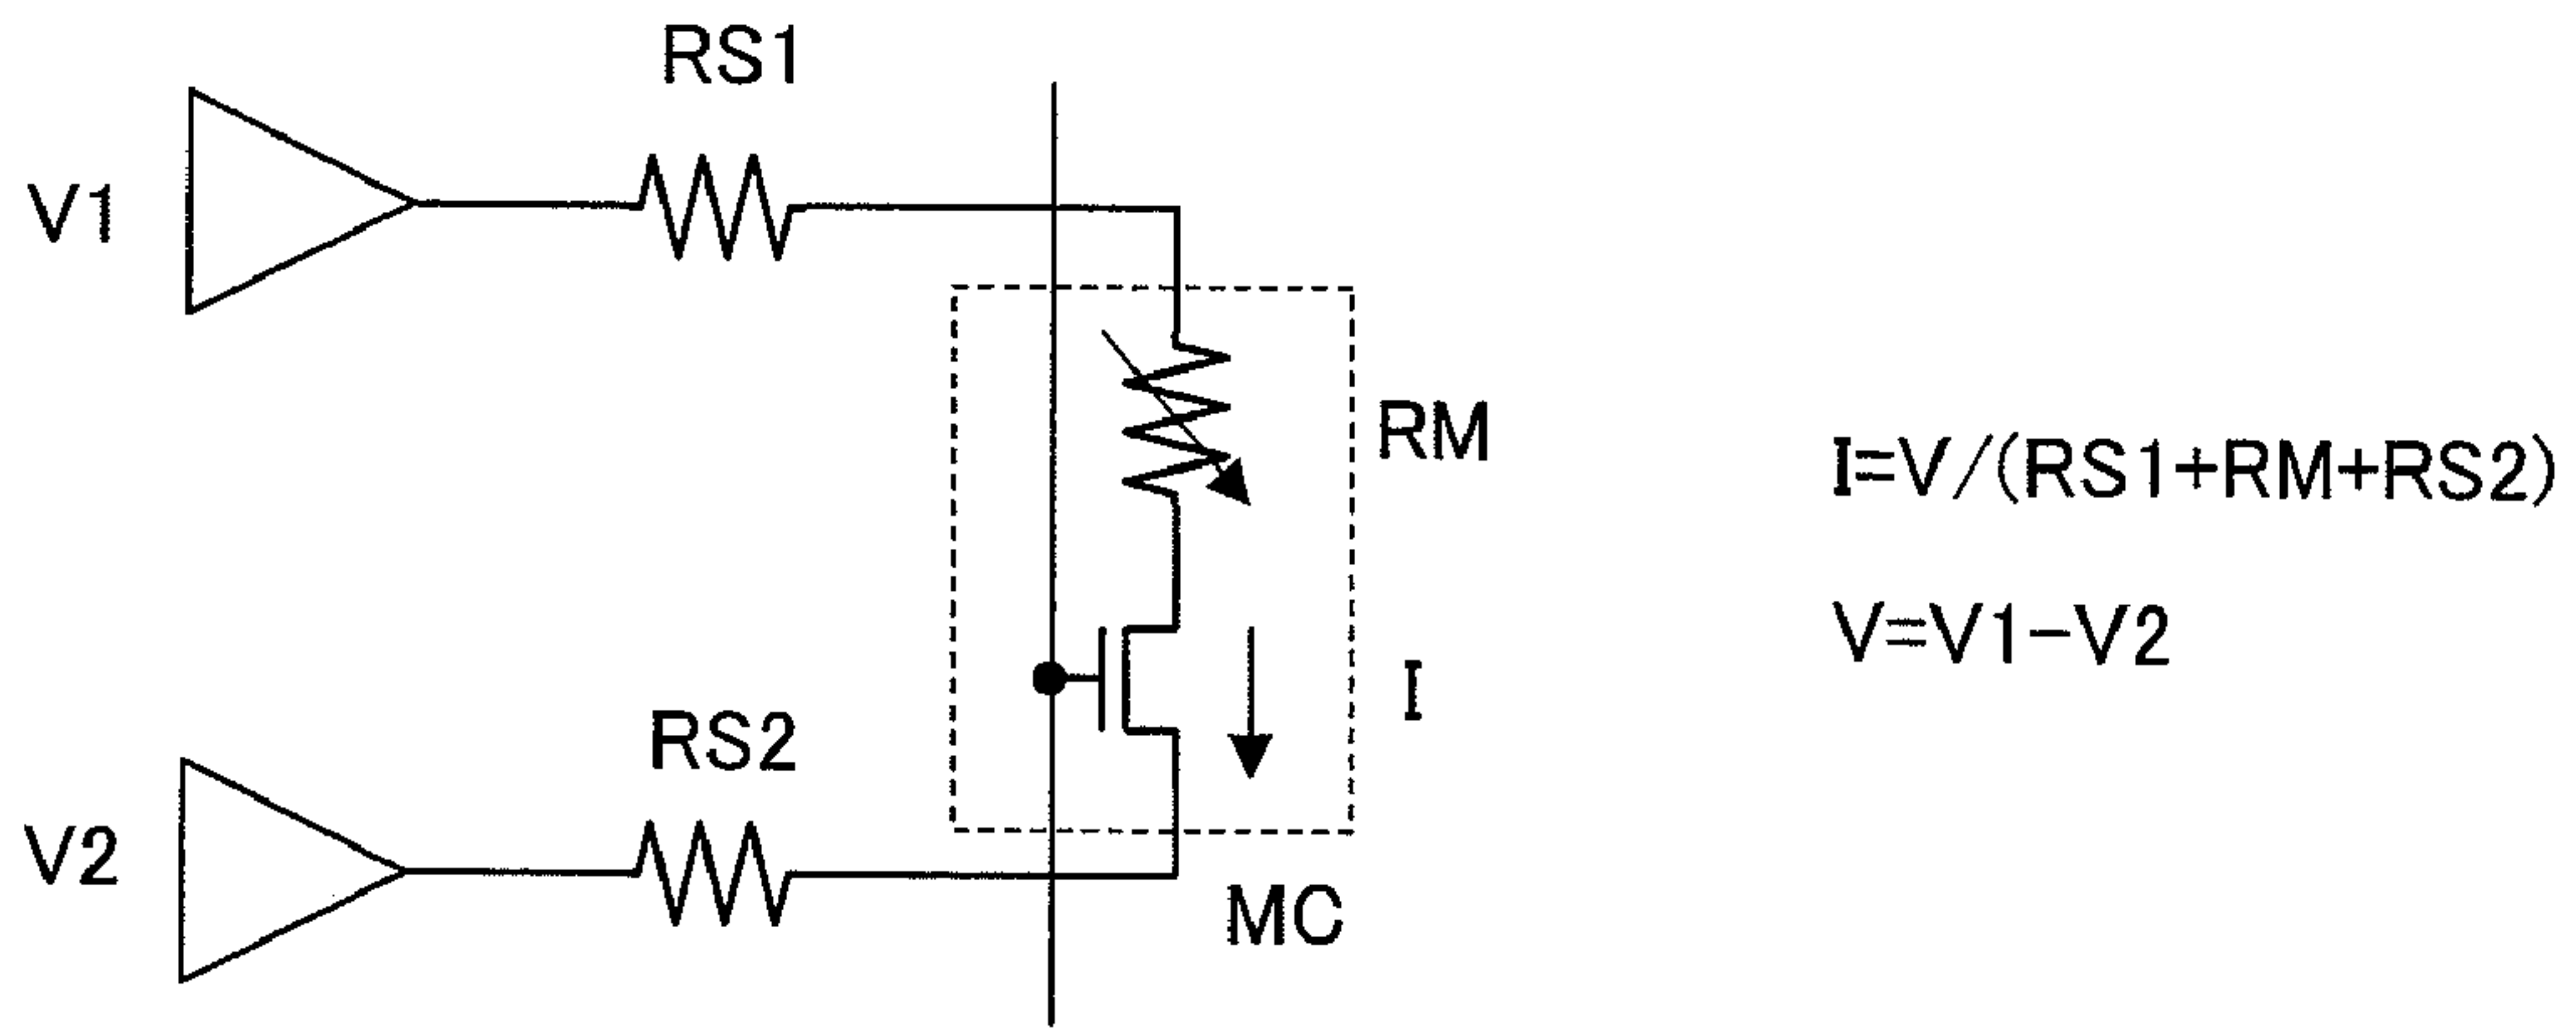 RS1
V1
RM
I=V/(RS1+RM+RS2)
V=V1-V2
I
RS2
V2
MC